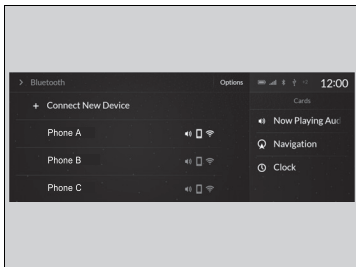 Bluetooth
Options
12:00
+ Connect New Device
Phone A
Phone B
Phone C
Cards
Now Playing Aud
Navigation
Clock